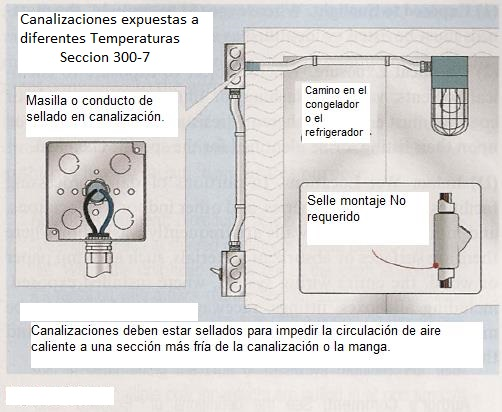 Canalizaciones expuestas a
diferentes Temperaturas
Seccion 300-7
Masilla o conducto de
sellado en canalización.
Camino en el
congelador
o el
refrigerador
Selle montaje No
requerido
Canalizaciones deben estar sellados para impedir la circulación de aire
caliente a una sección más fría de la canalización o la manga.